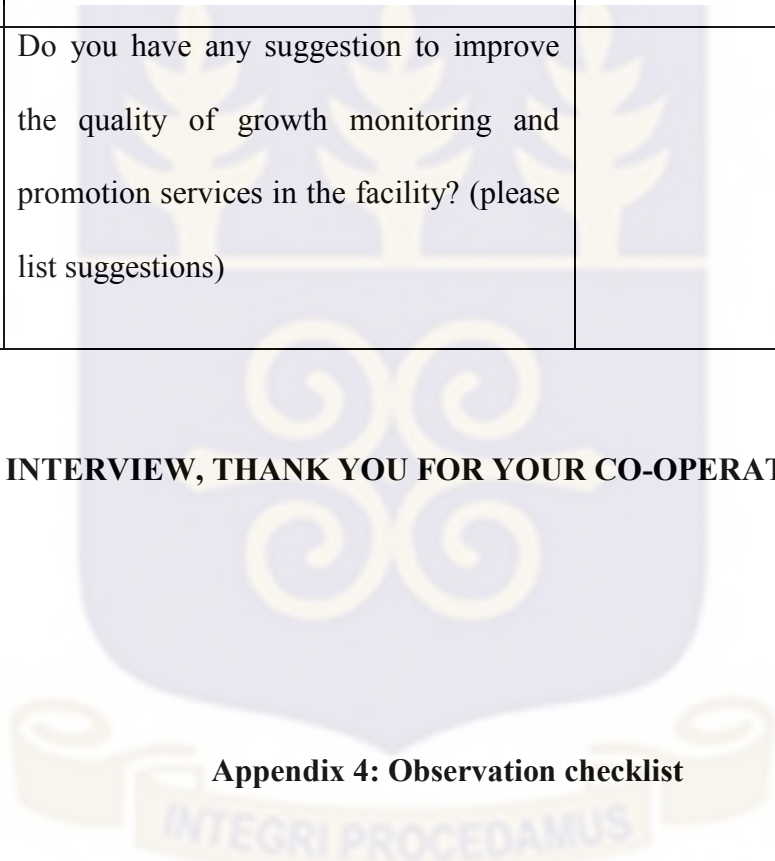 Do you have any suggestion to improve
the quality of growth monitoring and
promotion services in the facility? (please
list suggestions)
INTERVIEW, THANK YOU FOR YOUR CO-OPERAT
Appendix 4: Observation checklist
INTEGRI PROCEDAMUS